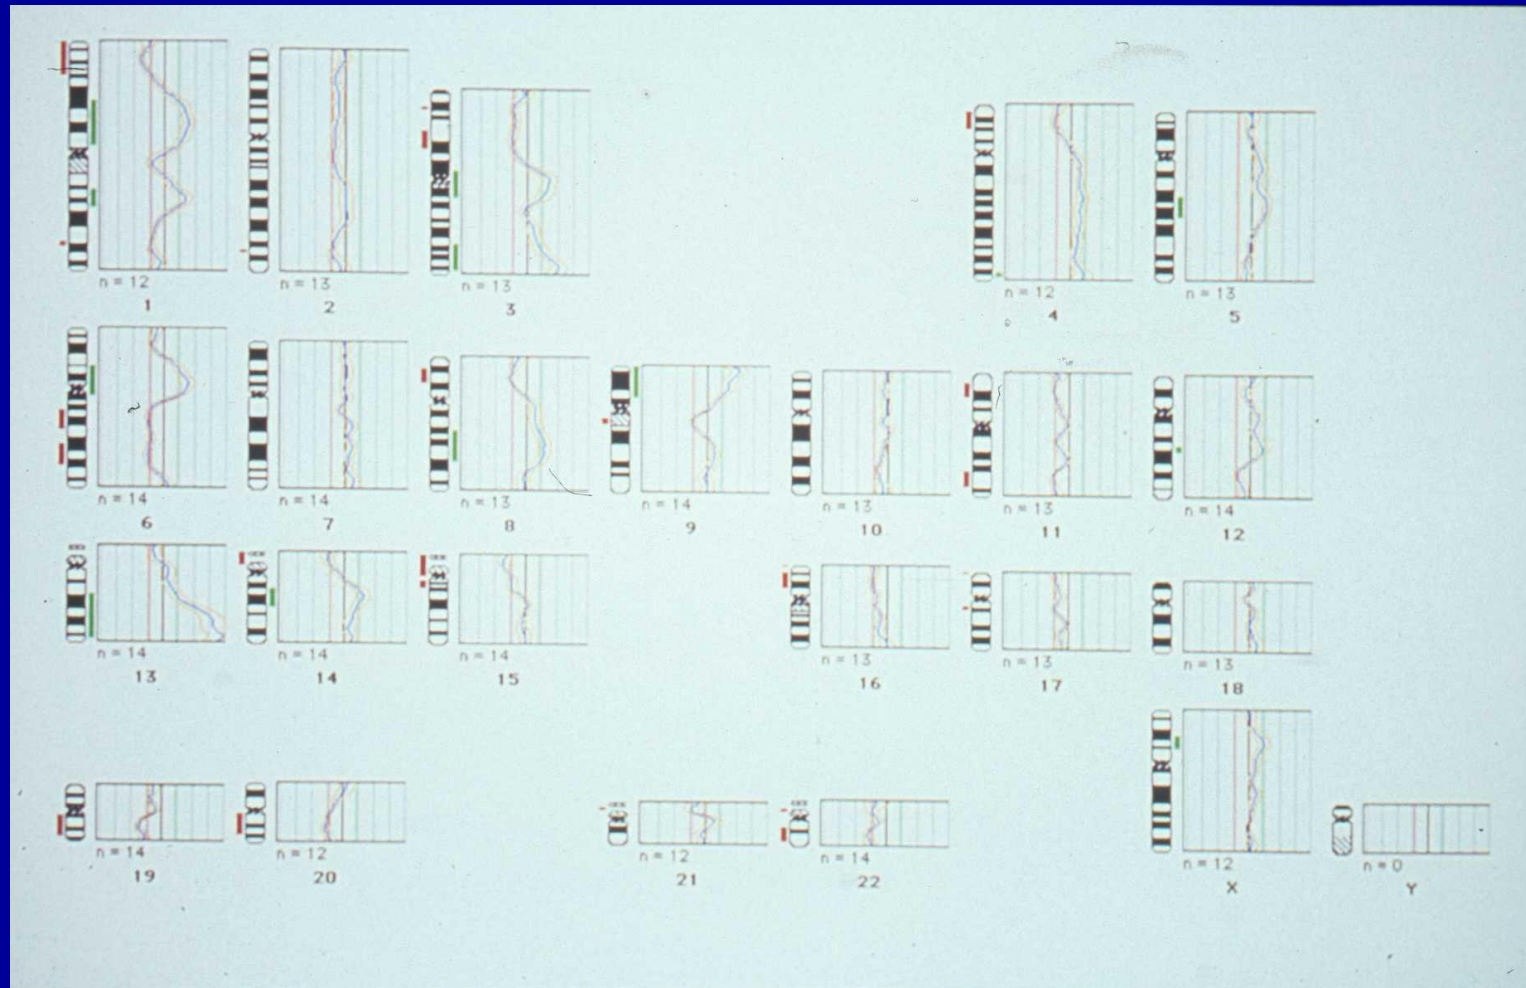 n = 12
1
n = 13
2
n = 13
3
n = 12
4
n = 13
5
n = 14
6
n = 14
7
n = 13
8
n = 14
9
n = 13
10
n = 13
11
n = 14
12
n = 14
13
n = 14
14
n = 14
15
n = 13
16
n = 13
17
n = 13
18
n = 14
19
n = 12
20
n = 12
21
n = 14
22
n = 12
X
n = 0
Y